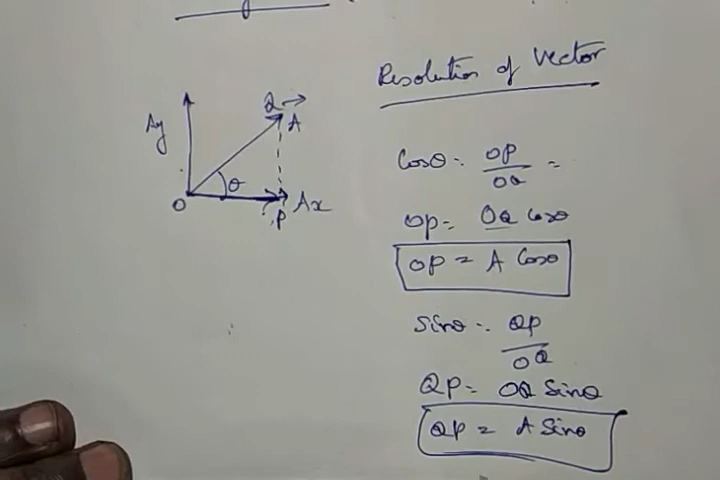 Resolution of Vector
Q
A
Ay
θ
O
P
Ax
Cosθ = OP/OQ =
OP = OQ Cosθ
OP = A Cosθ
Sinθ = QP/OQ
QP = OQ Sinθ
QP = A Sinθ